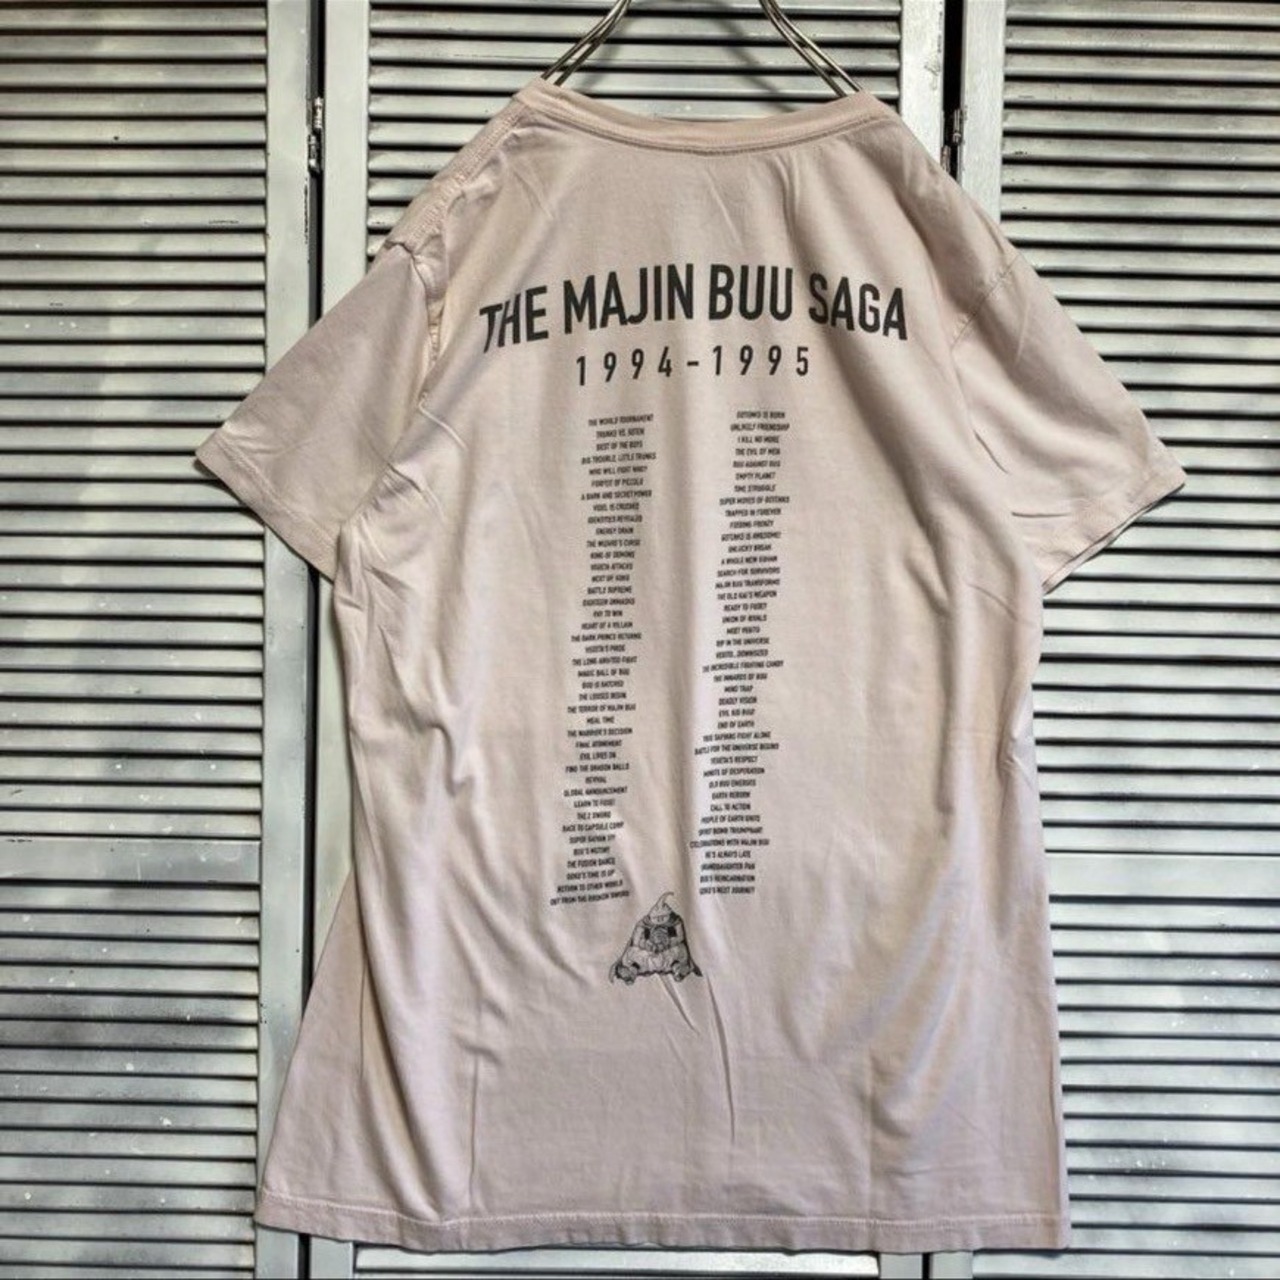 THE MAJIN BUU SAGA
1994-1995
THE WORLD TOURNAMENT
TRUNKS VS. GOTEN
BEST OF THE BOYS
BIG TROUBLE, LITTLE TRUNKS
WHO WILL FIGHT WHO?
FORFEIT OF PICCOLO
A DARK AND SECRET POWER
VIDEL IS CRUSHED
IDENTITIES REVEALED
ENERGY DRAIN
THE WIZARD'S CURSE
KING OF DEMONS
VEGETA ATTACKS
NEXT UP, GOKU
BATTLE SUPREME
EIGHTEEN UNMASKS
PAY TO WIN
HEART OF A VILLAIN
THE DARK PRINCE RETURNS
VEGETA'S PRIDE
THE LONG AWAITED FIGHT
MAGIC BALL OF BUU
BUU IS HATCHED
THE LOSSES BEGIN
THE TERROR OF MAJIN BUU
MEAL TIME
THE WARRIOR'S DECISION
FINAL ATONEMENT
EVIL LIVES ON
FIND THE DRAGON BALLS
REVIVAL
GLOBAL ANNOUNCEMENT
LEARN TO FUSE!
THE Z SWORD
RACE TO CAPSULE CORP
SUPER SAIYAN 3?!
BUU'S MUTINY
THE FUSION DANCE
GOKU'S TIME IS UP
RETURN TO OTHER WORLD
OUT FROM THE BROKEN SWORD
GOTENKS IS BORN
UNLIKELY FRIENDSHIP
I KILL NO MORE
THE EVIL OF MEN
BUU AGAINST BUU
EMPTY PLANET
TIME STRUGGLE
SUPER MOVES OF GOTENKS
TRAPPED IN FOREVER
FEEDING FRENZY
GOTENKS IS AWESOME!
UNLUCKY BREAK
A WHOLE NEW GOHAN
SEARCH FOR SURVIVORS
MAJIN BUU TRANSFORMS
THE OLD KAI'S WEAPON
READY TO FUSE?
UNION OF RIVALS
MEET VEGITO
RIP IN THE UNIVERSE
VEGITO...DOWNSIZED
THE INCREDIBLE FIGHTING CANDY
THE INNARDS OF BUU
MIND TRAP
DEADLY VISION
EVIL KID BUU!
END OF EARTH
TRUE SAIYANS FIGHT ALONE
BATTLE FOR THE UNIVERSE BEGINS
VEGETA'S RESPECT
MINUTE OF DESPERATION
OLD BUU EMERGES
EARTH REBORN
CALL TO ACTION
PEOPLE OF EARTH UNITE
SPIRIT BOMB TRIUMPHANT
CELEBRATIONS WITH MAJIN BUU
HE'S ALWAYS LATE
GRANDDAUGHTER PAN
BUU'S REINCARNATION
GOKU'S NEXT JOURNEY